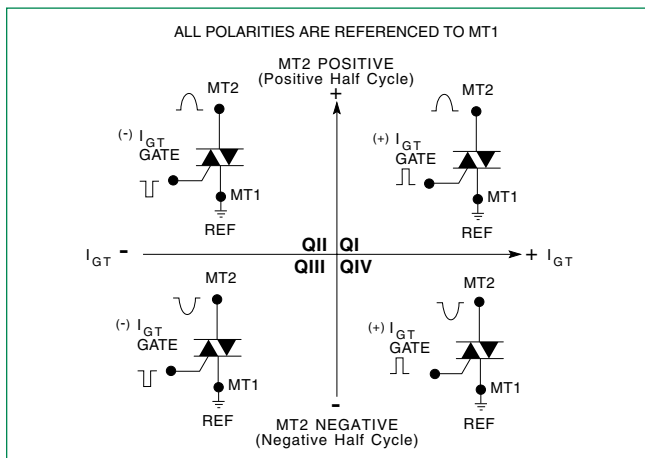 ALL POLARITIES ARE REFERENCED TO MT1
MT2 POSITIVE
(Positive Half Cycle)
+
MT2
(-) IGT
GATE
MT1
REF
MT2
(+) IGT
GATE
MT1
REF
IGT -
QII QI
QIII QIV
+ IGT
MT2
(-) IGT
GATE
MT1
REF
MT2
(+) IGT
GATE
MT1
REF
-
MT2 NEGATIVE
(Negative Half Cycle)